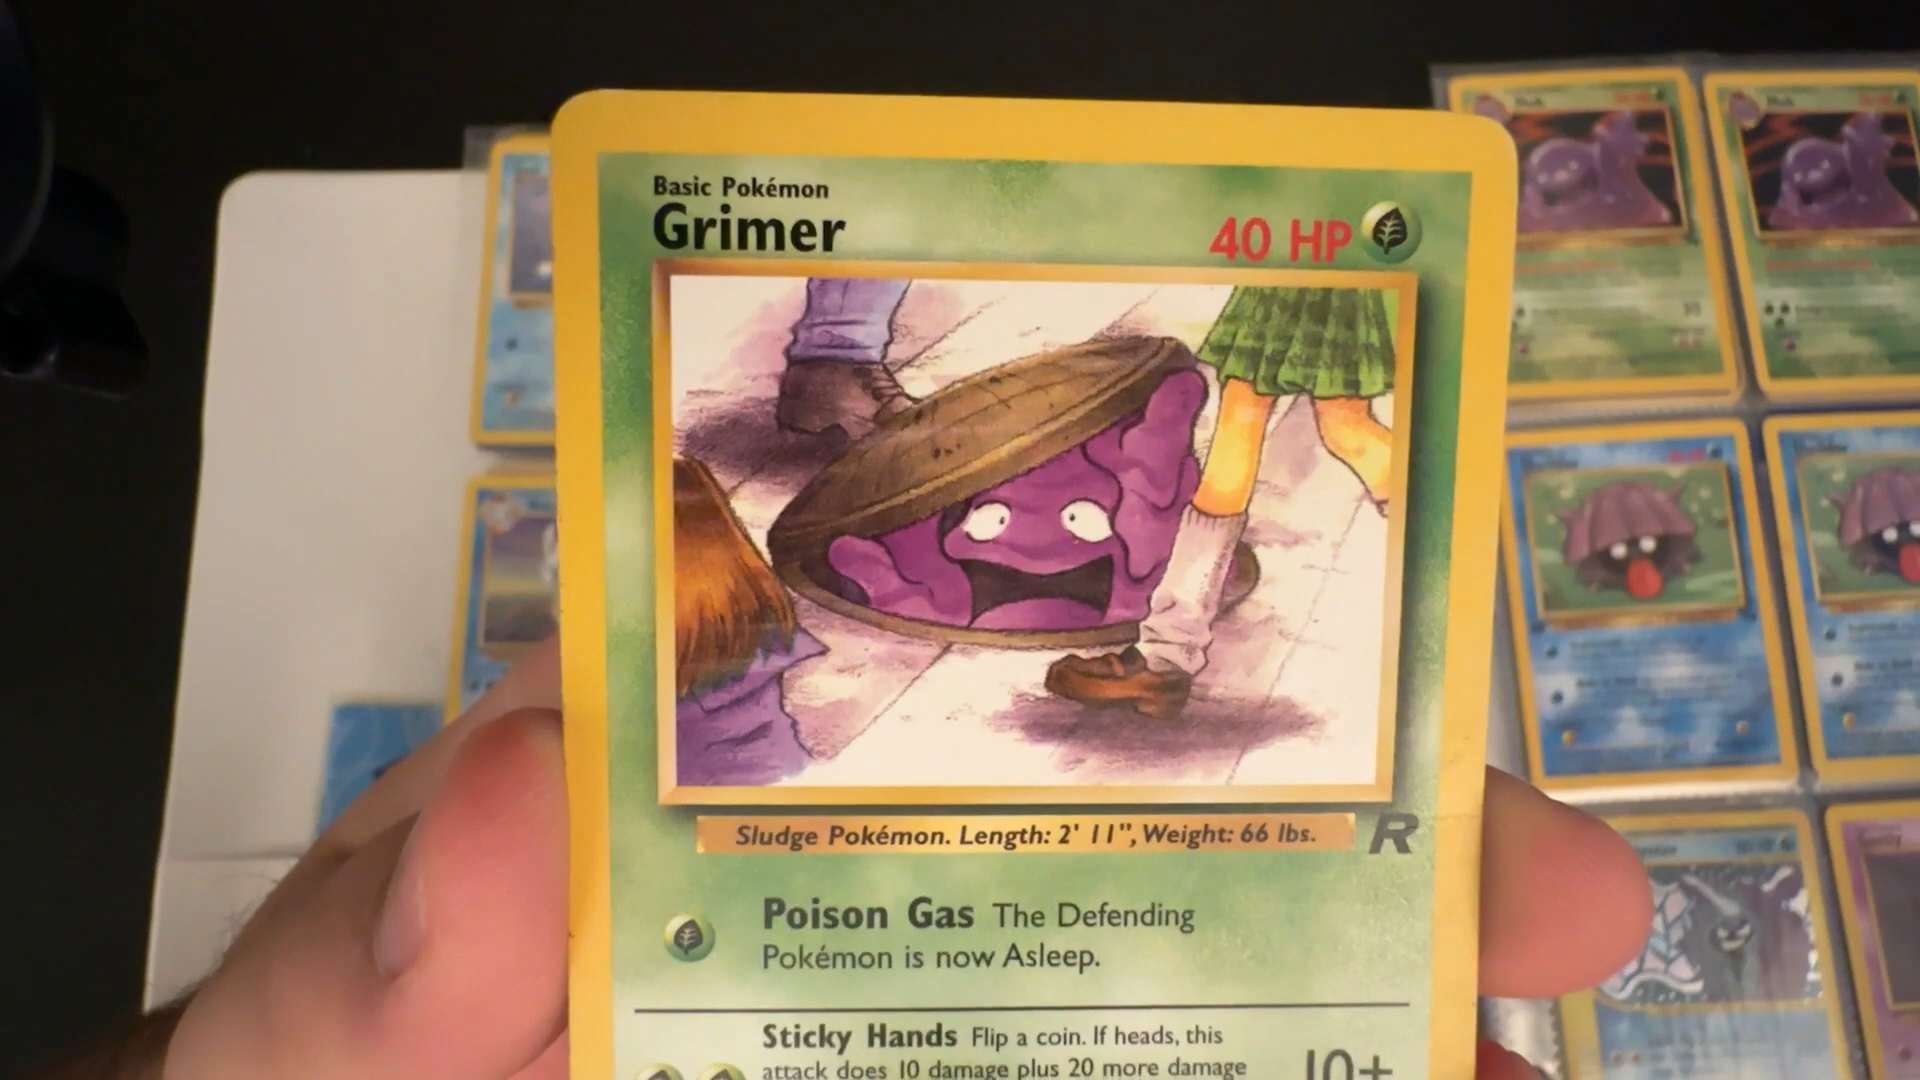 Basic Pokémon
Grimer
40 HP
Sludge Pokémon. Length: 2' 11", Weight: 66 lbs.
R
Poison Gas The Defending
Pokémon is now Asleep.
Sticky Hands Flip a coin. If heads, this
attack does 10 damage plus 20 more damage
10+